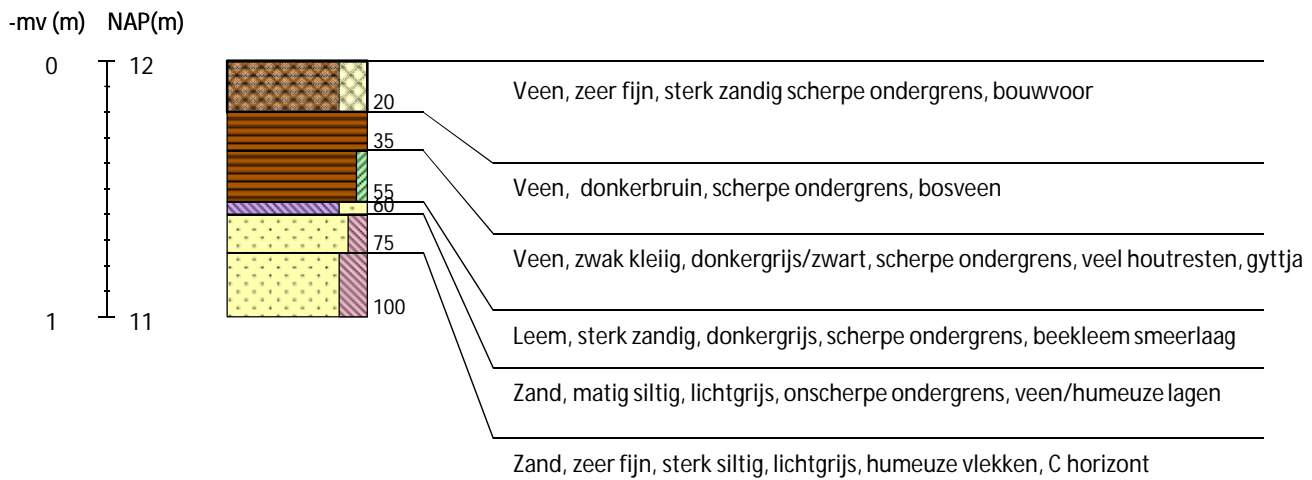 -mv (m) NAP(m)
0 12
Veen, zeer fijn, sterk zandig scherpe ondergrens, bouwvoor
20
35
Veen, donkerbruin, scherpe ondergrens, bosveen
55
60
75
Veen, zwak kleiig, donkergrijs/zwart, scherpe ondergrens, veel houtresten, gyttja
100
1 11
Leem, sterk zandig, donkergrijs, scherpe ondergrens, beekleem smeerlaag
Zand, matig siltig, lichtgrijs, onscherpe ondergrens, veen/humeuze lagen
Zand, zeer fijn, sterk siltig, lichtgrijs, humeuze vlekken, C horizont